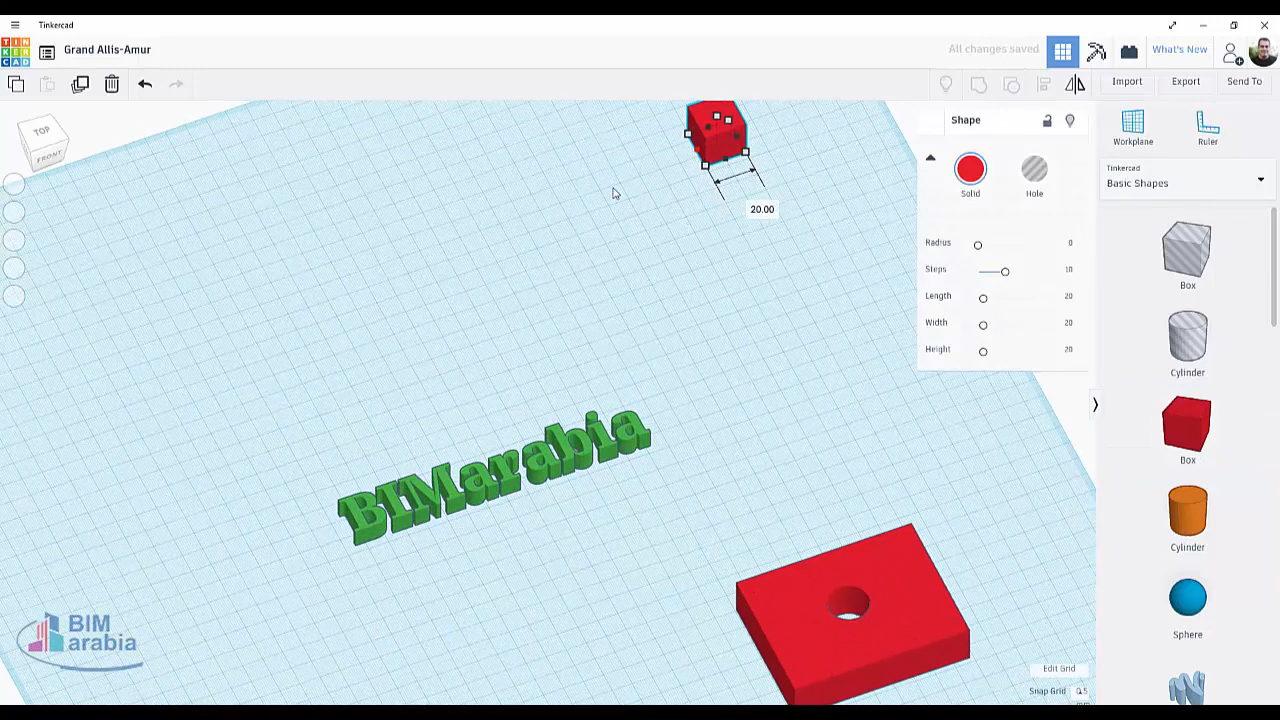 Tinkercad
TIN
KER
CAD
Grand Allis-Amur
All changes saved
What's New
Import
Export
Send To
TOP
FRONT
Shape
Solid
Hole
Radius 0
Steps 10
Length 20
Width 20
Height 20
20.00
Workplane
Ruler
Tinkercad
Basic Shapes
Box
Cylinder
Box
Cylinder
Sphere
BIMarabia
BIM
arabia
Edit Grid
Snap Grid 0.5